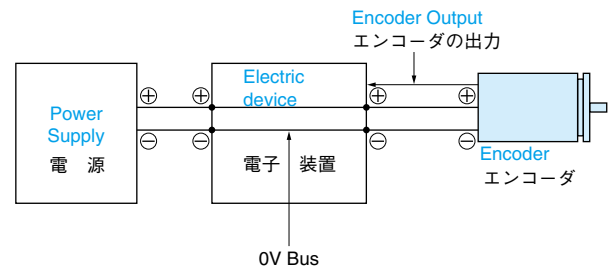 Encoder Output
エンコーダの出力
Power
Supply
電　源
⊕ ⊕
⊖ ⊖
Electric
device
電子　装置
⊕ ⊕
⊖ ⊖
Encoder
エンコーダ
0V Bus